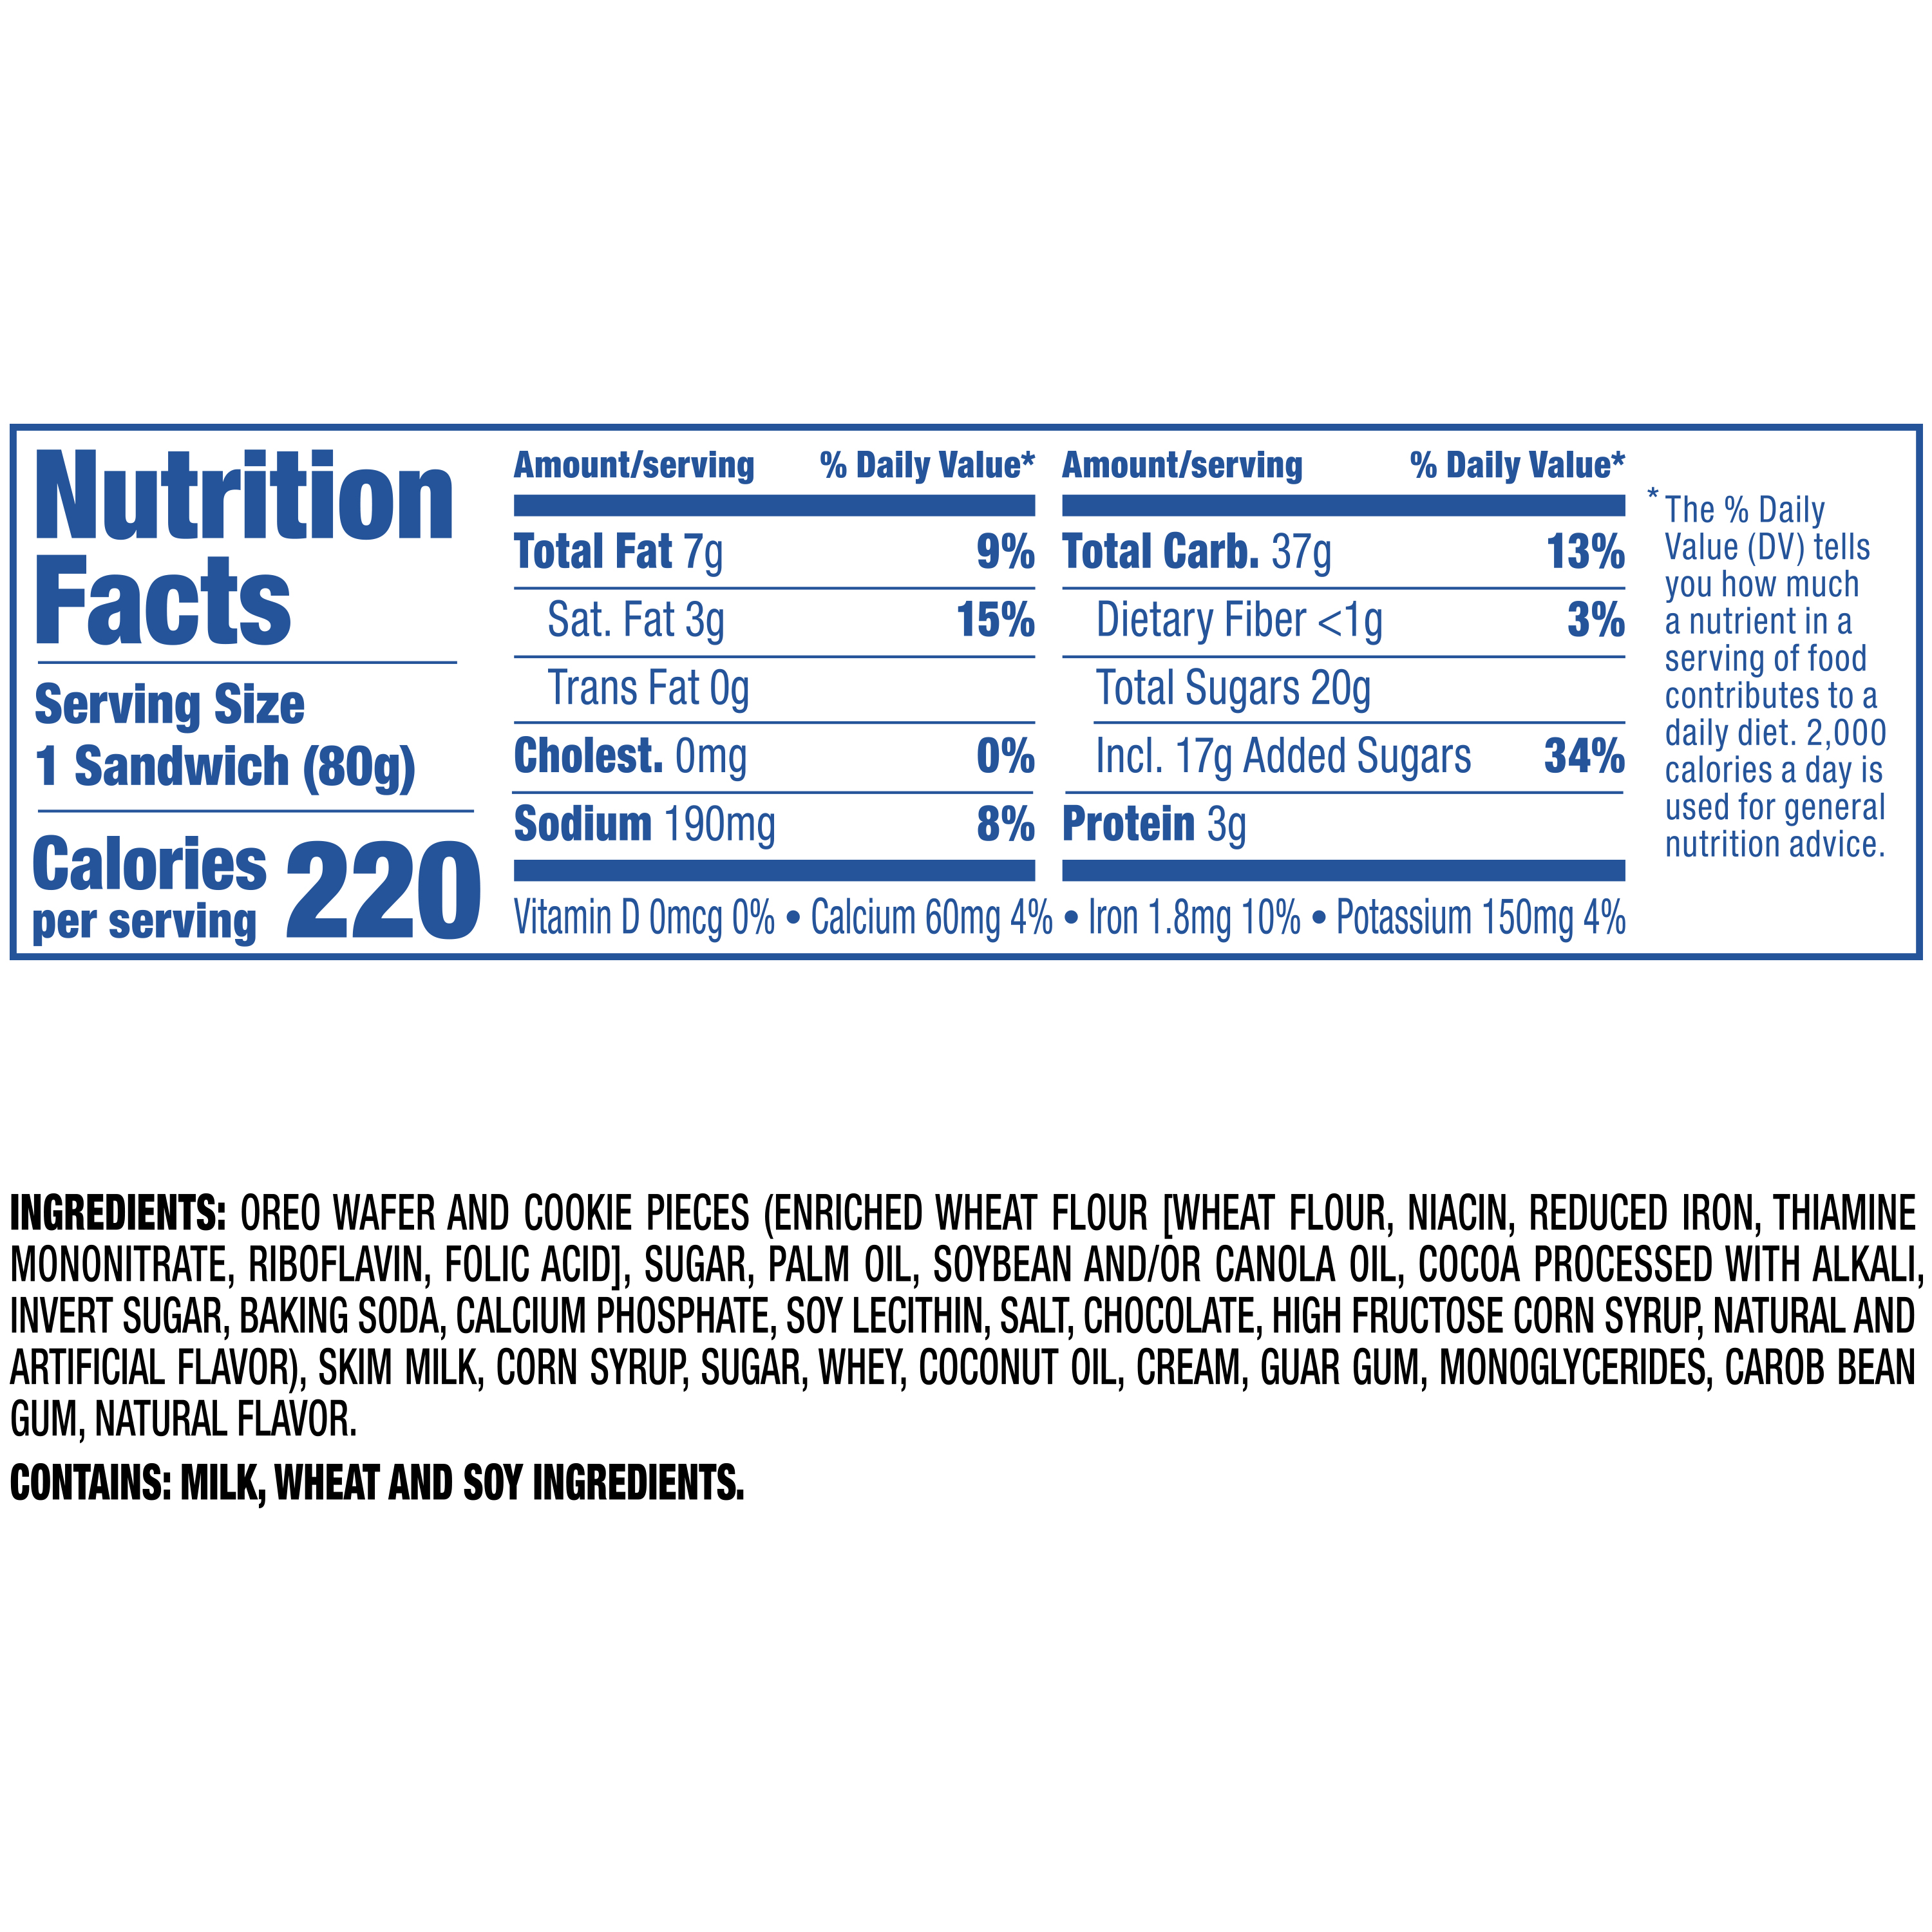 Nutrition
Facts
Serving Size
1 Sandwich (80g)
Calories
per serving 220
Amount/serving % Daily Value*
Total Fat 7g 9%
Sat. Fat 3g 15%
Trans Fat 0g
Cholest. 0mg 0%
Sodium 190mg 8%
Amount/serving % Daily Value*
Total Carb. 37g 13%
Dietary Fiber <1g 3%
Total Sugars 20g
Incl. 17g Added Sugars 34%
Protein 3g
Vitamin D 0mcg 0% • Calcium 60mg 4% • Iron 1.8mg 10% • Potassium 150mg 4%
* The % Daily
Value (DV) tells
you how much
a nutrient in a
serving of food
contributes to a
daily diet. 2,000
calories a day is
used for general
nutrition advice.
INGREDIENTS: OREO WAFER AND COOKIE PIECES (ENRICHED WHEAT FLOUR [WHEAT FLOUR, NIACIN, REDUCED IRON, THIAMINE
MONONITRATE, RIBOFLAVIN, FOLIC ACID], SUGAR, PALM OIL, SOYBEAN AND/OR CANOLA OIL, COCOA PROCESSED WITH ALKALI,
INVERT SUGAR, BAKING SODA, CALCIUM PHOSPHATE, SOY LECITHIN, SALT, CHOCOLATE, HIGH FRUCTOSE CORN SYRUP, NATURAL AND
ARTIFICIAL FLAVOR), SKIM MILK, CORN SYRUP, SUGAR, WHEY, COCONUT OIL, CREAM, GUAR GUM, MONOGLYCERIDES, CAROB BEAN
GUM, NATURAL FLAVOR.
CONTAINS: MILK, WHEAT AND SOY INGREDIENTS.